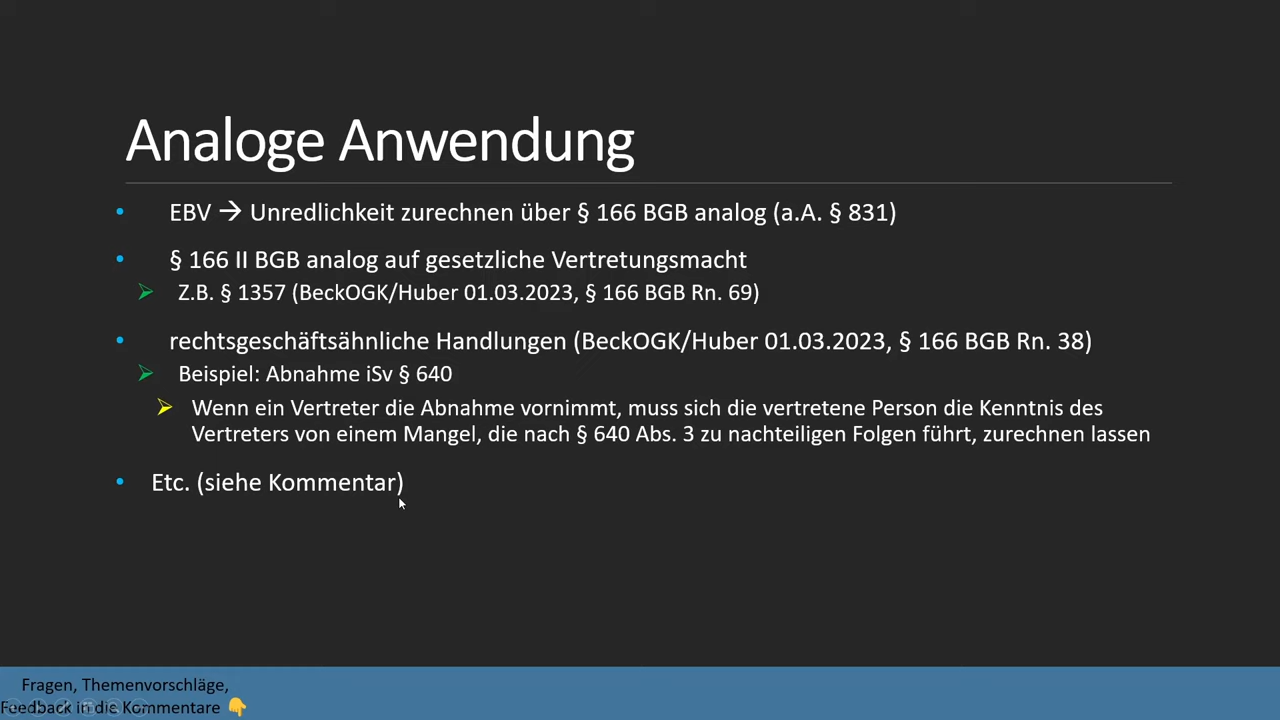 Analoge Anwendung
• EBV → Unredlichkeit zurechnen über § 166 BGB analog (a.A. § 831)
• § 166 II BGB analog auf gesetzliche Vertretungsmacht
➢ Z.B. § 1357 (BeckOGK/Huber 01.03.2023, § 166 BGB Rn. 69)
• rechtsgeschäftsähnliche Handlungen (BeckOGK/Huber 01.03.2023, § 166 BGB Rn. 38)
➢ Beispiel: Abnahme iSv § 640
➢ Wenn ein Vertreter die Abnahme vornimmt, muss sich die vertretene Person die Kenntnis des
Vertreters von einem Mangel, die nach § 640 Abs. 3 zu nachteiligen Folgen führt, zurechnen lassen
• Etc. (siehe Kommentar)
Fragen, Themenvorschläge,
Feedback in die Kommentare 👇